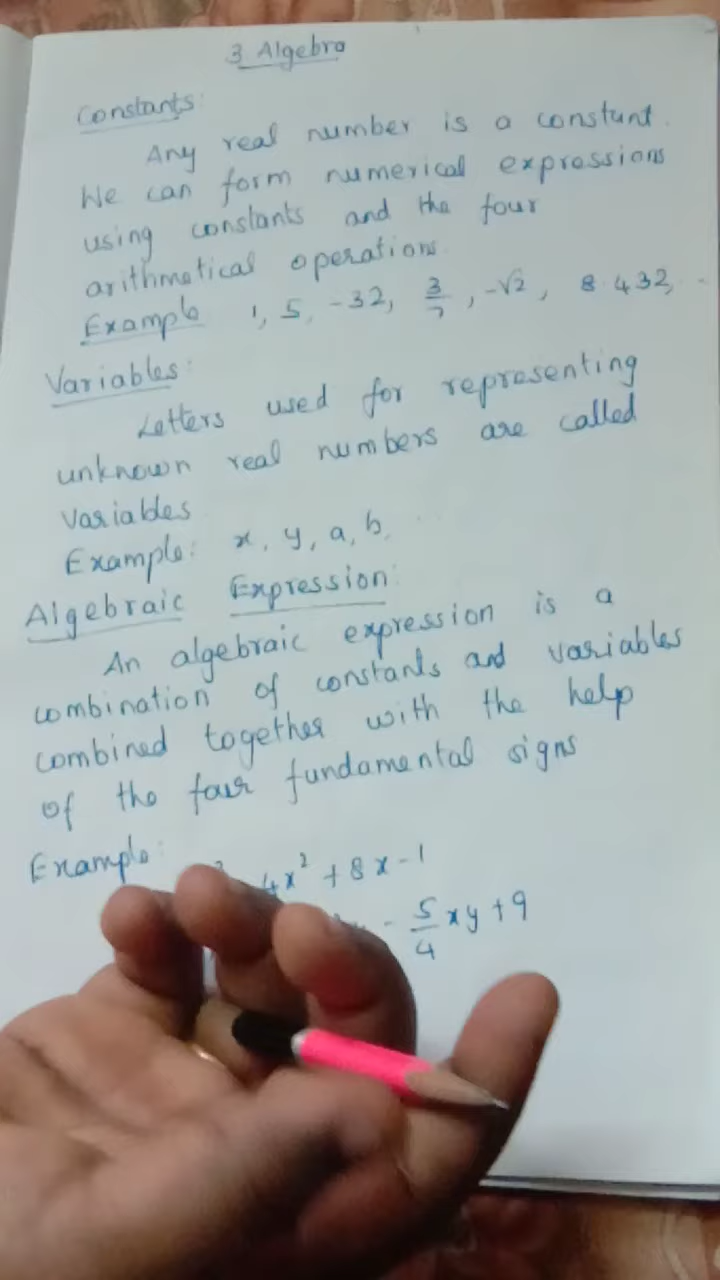 3 Algebra
Constants:
Any real number is a constant.
We can form numerical expressions
using constants and the four
arithmetical operations.
Example 1, 5, -32, 3/7, -√2, 8.432, ..
Variables:
Letters used for representing
unknown real numbers are called
variables
Example: x, y, a, b, ..
Algebraic Expression:
An algebraic expression is a
combination of constants and variables
combined together with the help
of the four fundamental signs
Example:
4x² + 8x - 1
- 5/4 xy + 9